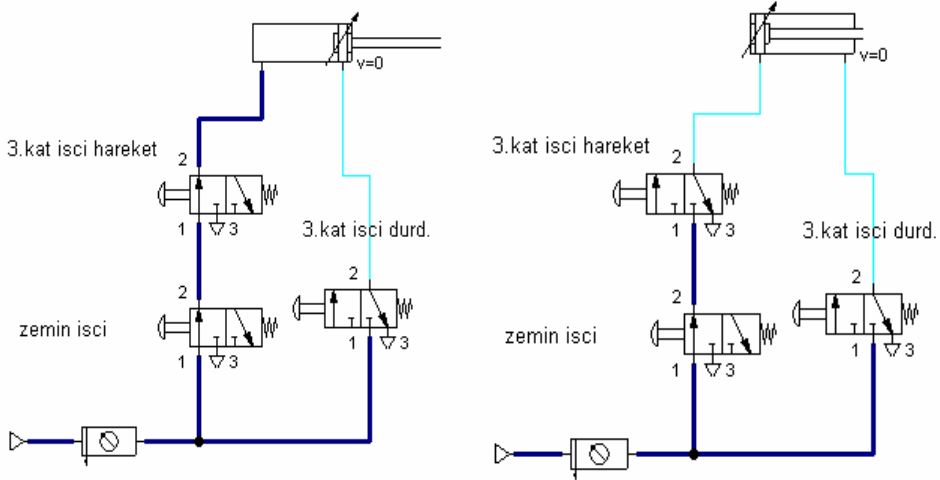 v=0
3.kat isci hareket
2
1
3
3.kat isci durd.
2
2
zemin isci
1
3
1
3
v=0
3.kat isci hareket
2
1
3
3.kat isci durd.
2
2
zemin isci
1
3
1
3